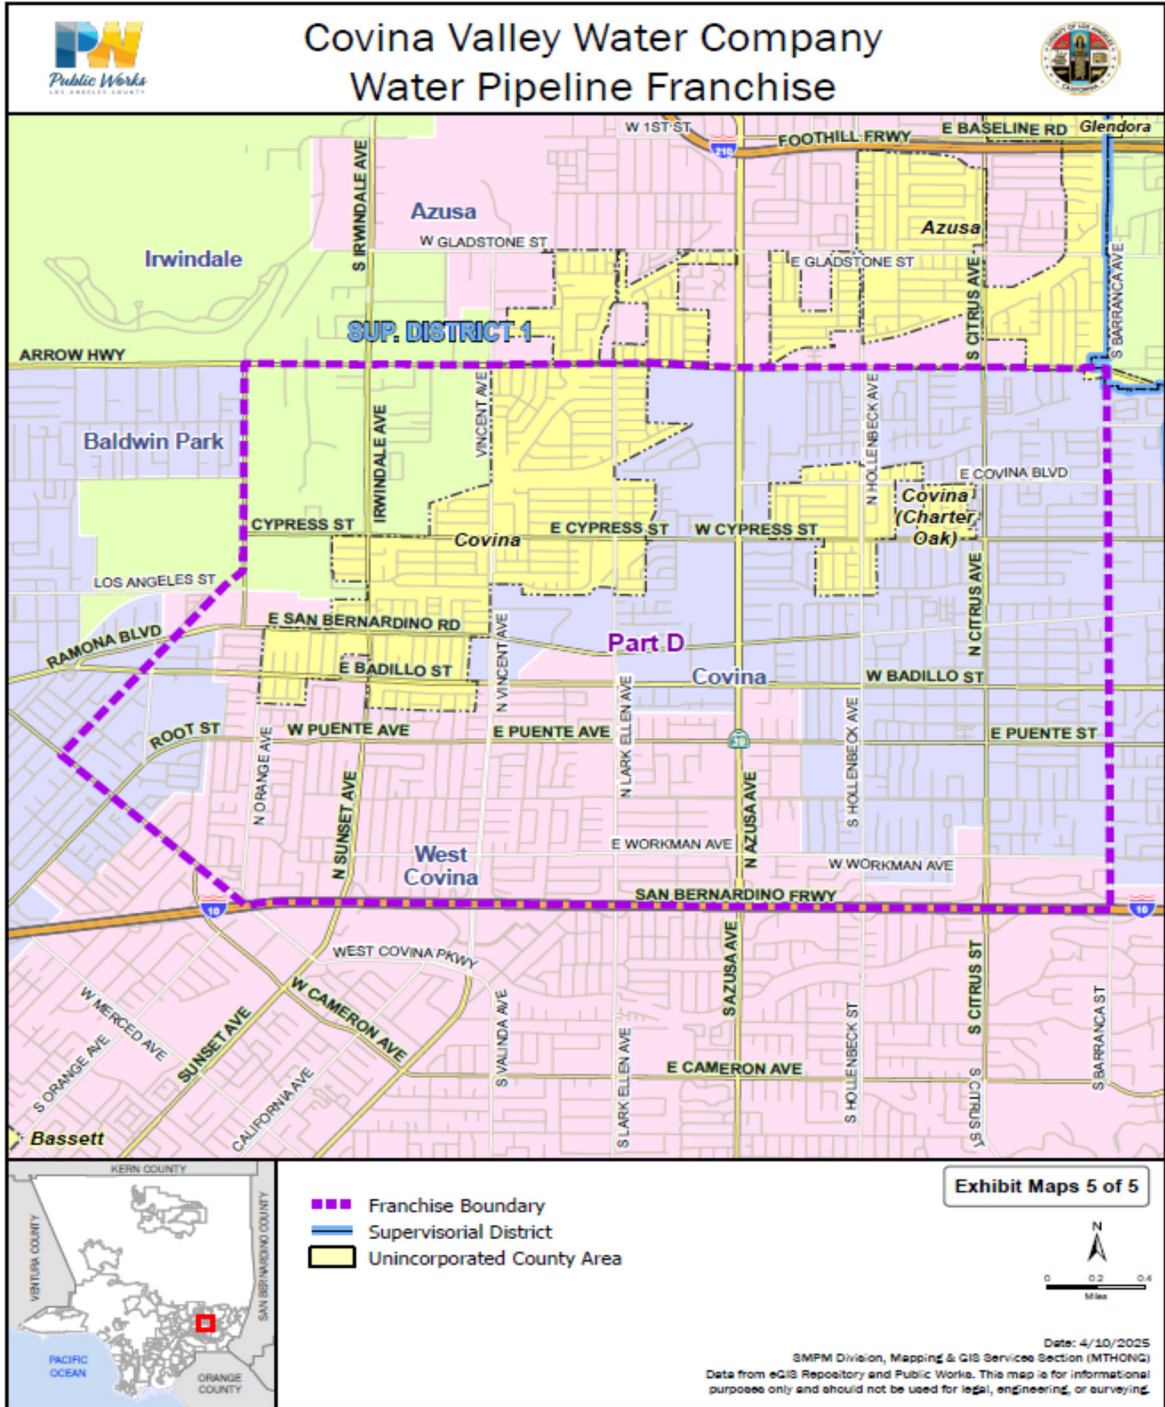 Public Works
LOS ANGELES COUNTY
Covina Valley Water Company
Water Pipeline Franchise
W 1ST ST
210
FOOTHILL FRWY
E BASELINE RD
Glendora
S IRWINDALE AVE
Azusa
W GLADSTONE ST
Irwindale
Azusa
E GLADSTONE ST
S CITRUS AVE
S BARRANCA AVE
SUP. DISTRICT 1
ARROW HWY
VINCENT AVE
N HOLLENBECK AVE
Baldwin Park
IRWINDALE AVE
E COVINA BLVD
Covina
(Charter
Oak)
CYPRESS ST
Covina
E CYPRESS ST
W CYPRESS ST
LOS ANGELES ST
N CITRUS AVE
E SAN BERNARDINO RD
RAMONA BLVD
N VINCENT AVE
Part D
E BADILLO ST
Covina
W BADILLO ST
ROOT ST
W PUENTE AVE
E PUENTE AVE
39
E PUENTE ST
N ORANGE AVE
N LARK ELLEN AVE
S HOLLENBECK AVE
N SUNSET AVE
N AZUSA AVE
West
Covina
E WORKMAN AVE
W WORKMAN AVE
10
SAN BERNARDINO FRWY
10
WEST COVINA PKWY
W CAMERON AVE
S AZUSA AVE
S CITRUS ST
W MERCED AVE
SUNSET AVE
S VALINDA AVE
S HOLLENBECK ST
S BARRANCA ST
S ORANGE AVE
CALIFORNIA AVE
S LARK ELLEN AVE
E CAMERON AVE
S CITRUS ST
Bassett
KERN COUNTY
VENTURA COUNTY
SAN BERNARDINO COUNTY
PACIFIC
OCEAN
ORANGE
COUNTY
Franchise Boundary
Supervisorial District
Unincorporated County Area
Exhibit Maps 5 of 5
N
0 0.2 0.4
Miles
Date: 4/10/2025
SMPM Division, Mapping & GIS Services Section (MTHONG)
Data from eGIS Repository and Public Works. This map is for informational
purposes only and should not be used for legal, engineering, or surveying.